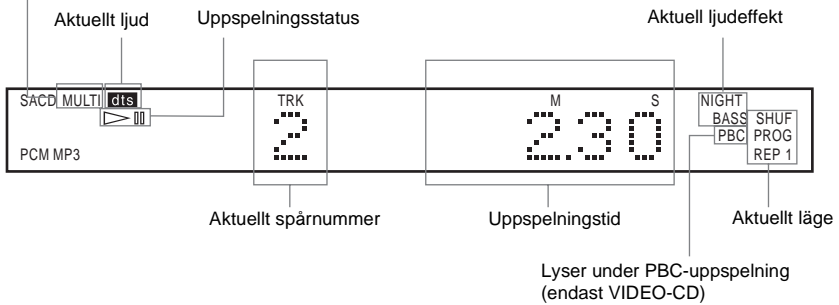 Aktuellt ljud Uppspelningsstatus Aktuell ljudeffekt
SACD MULTI dts TRK M S NIGHT
BASS SHUF
2 2.30 PBC PROG
PCM MP3 REP 1
Aktuellt spårnummer Uppspelningstid Aktuellt läge
Lyser under PBC-uppspelning
(endast VIDEO-CD)